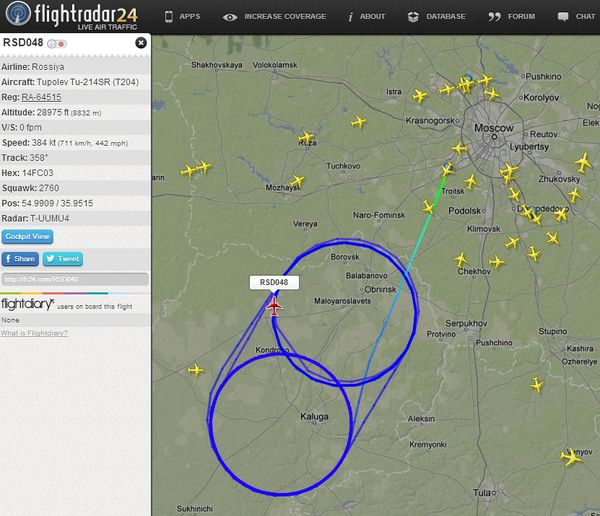 flightradar24
LIVE AIR TRAFFIC
APPS
INCREASE COVERAGE
ABOUT
DATABASE
FORUM
CHAT
RSD048
Airline: Rossiya
Aircraft: Tupolev Tu-214SR (T204)
Reg: RA-64515
Altitude: 28975 ft (8832 m)
V/S: 0 fpm
Speed: 384 kt (711 km/h, 442 mph)
Track: 358°
Hex: 14FC03
Squawk: 2760
Pos: 54.9909 / 35.9515
Radar: T-UUMU4
Cockpit View
Share
Tweet
http://fr24.com/RSD048
flightdiary users on board this flight
None
What is Flightdiary?
Shakhovskaya
Volokolamsk
Pushkino
Istra
Korolyov
Krasnogorsk
Moscow
Reutov
Ruza
Lyubertsy
Tuchkovo
Zhukovsky
Mozhaysk
Troitsk
Naro-Fominsk
Podolsk
Domodedovo
Vereya
Klimovsk
Borovsk
Chekhov
Balabanovo
RSD048
Obninsk
Maloyaroslavets
Serpukhov
Protvino
Pushchino
Stupino
Kondrovo
Kashira
Ozherelye
Kaluga
Aleksin
Kremyonki
Tula
Sukhinichi